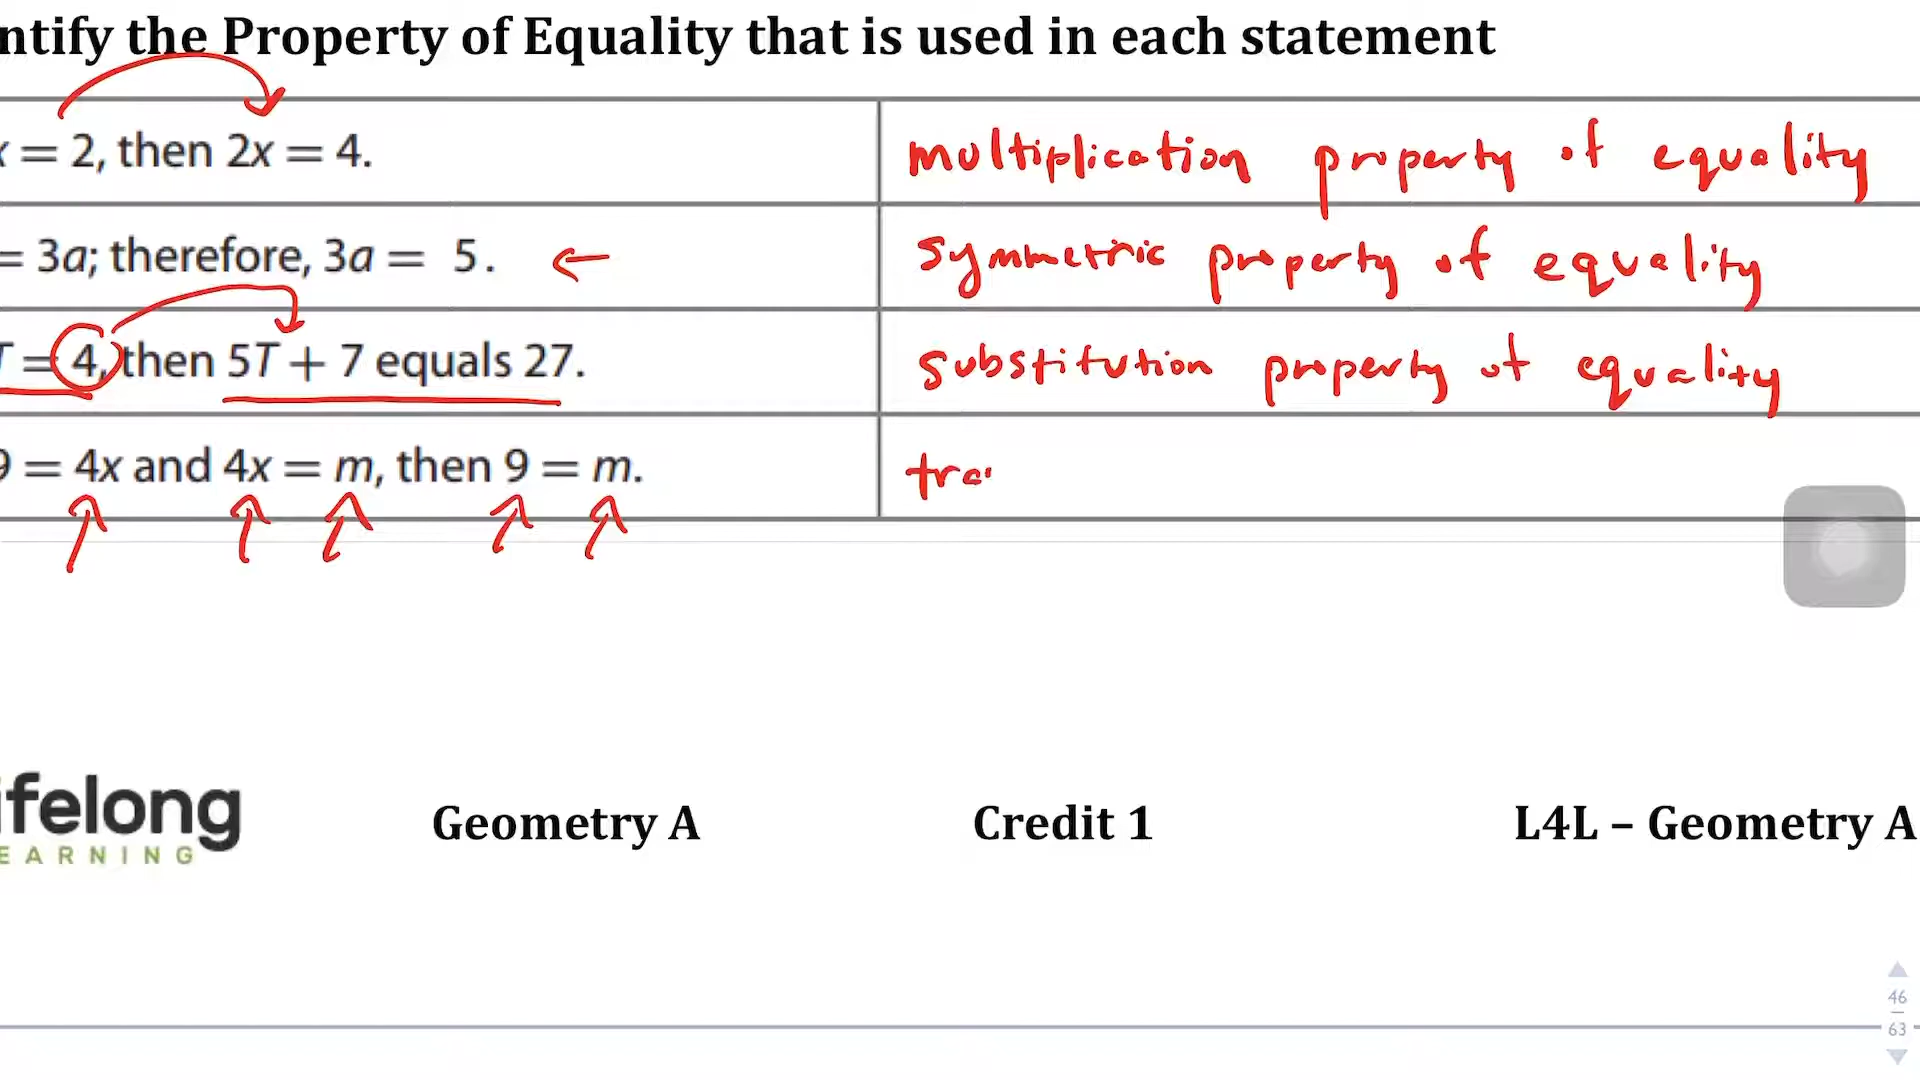 ntify the Property of Equality that is used in each statement
x = 2, then 2x = 4. multiplication property of equality
= 3a; therefore, 3a = 5. symmetric property of equality
T = 4, then 5T + 7 equals 27. substitution property of equality
9 = 4x and 4x = m, then 9 = m. tra
ifelong
EARNING
Geometry A Credit 1 L4L – Geometry A
46
63